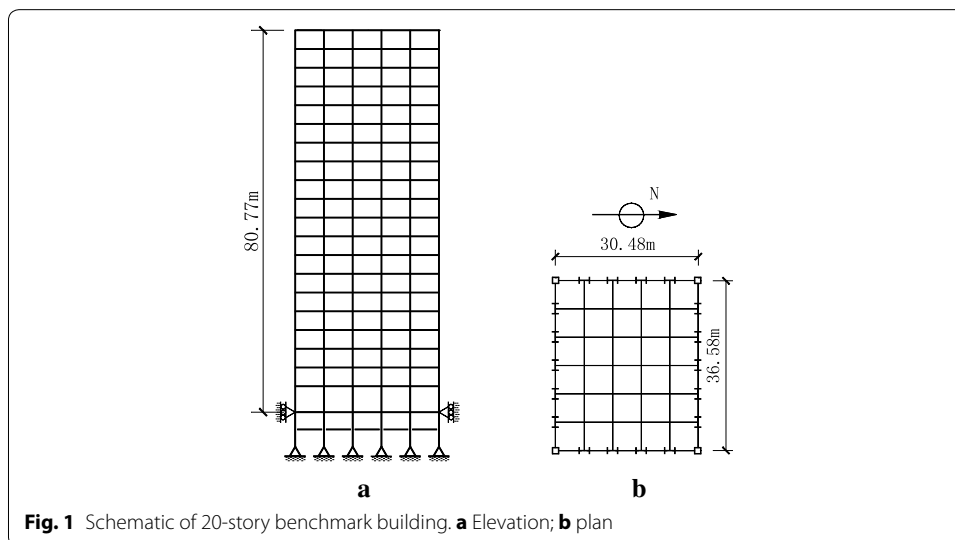 80.77m
N
30.48m
36.58m
a
b
Fig. 1 Schematic of 20-story benchmark building. a Elevation; b plan